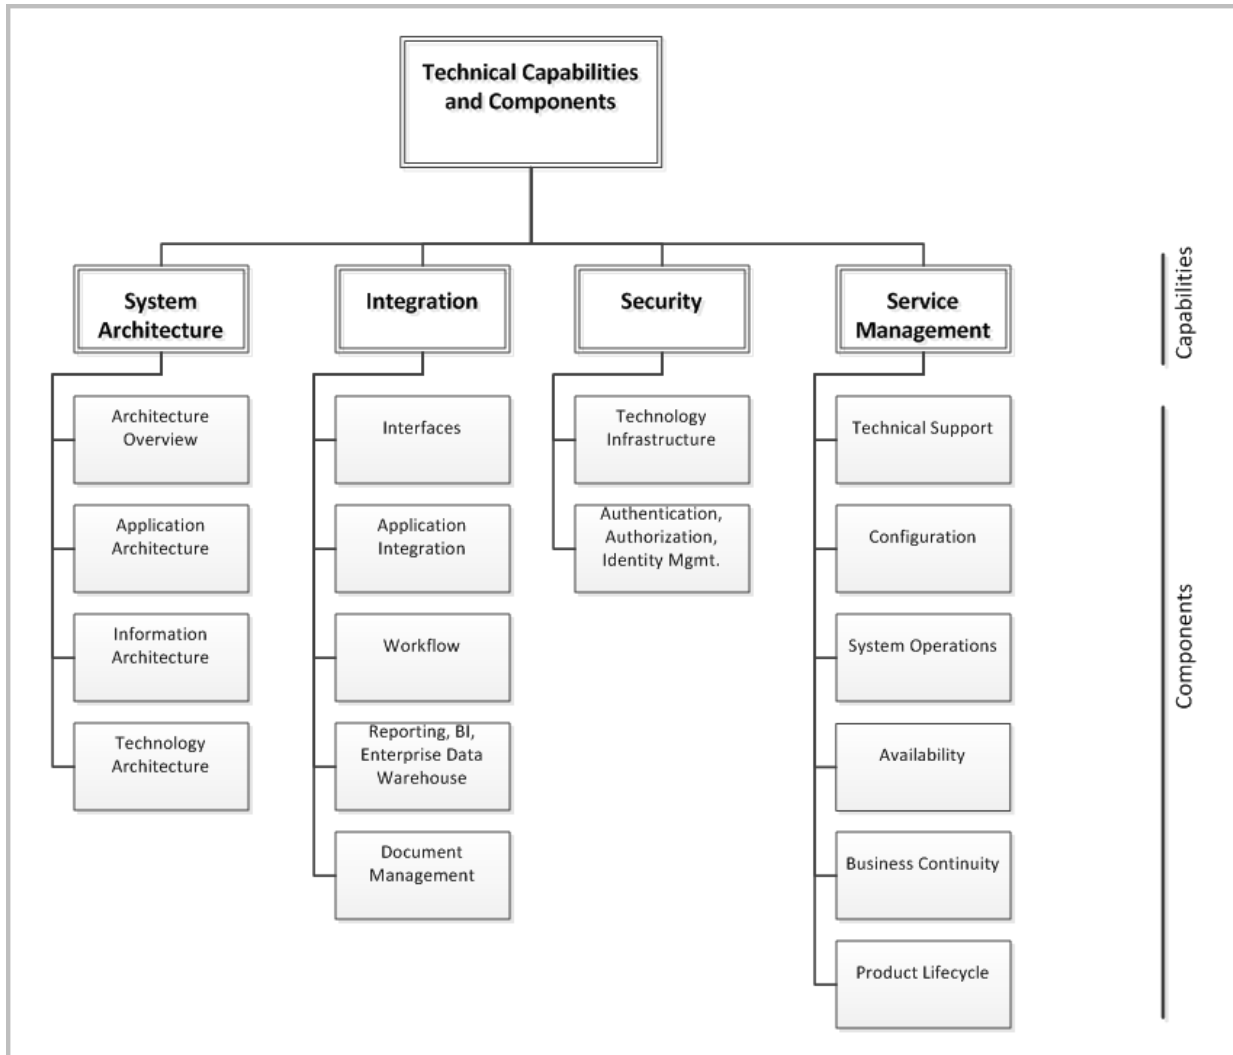 Technical Capabilities
and Components
System
Architecture
Integration
Security
Service
Management
Capabilities
Architecture
Overview
Application
Architecture
Information
Architecture
Technology
Architecture
Interfaces
Application
Integration
Workflow
Reporting, BI,
Enterprise Data
Warehouse
Document
Management
Technology
Infrastructure
Authentication,
Authorization,
Identity Mgmt.
Technical Support
Configuration
System Operations
Availability
Business Continuity
Product Lifecycle
Components